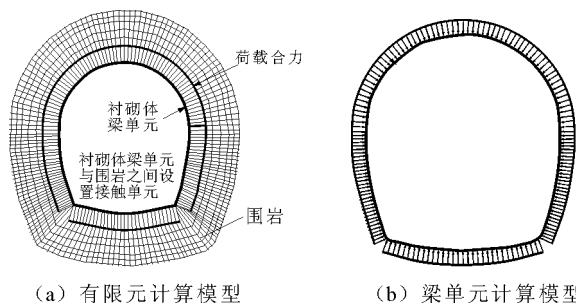 荷载合力
衬砌体
梁单元
衬砌体梁单元
与围岩之间设
置接触单元
围岩
(a) 有限元计算模型
(b) 梁单元计算模型